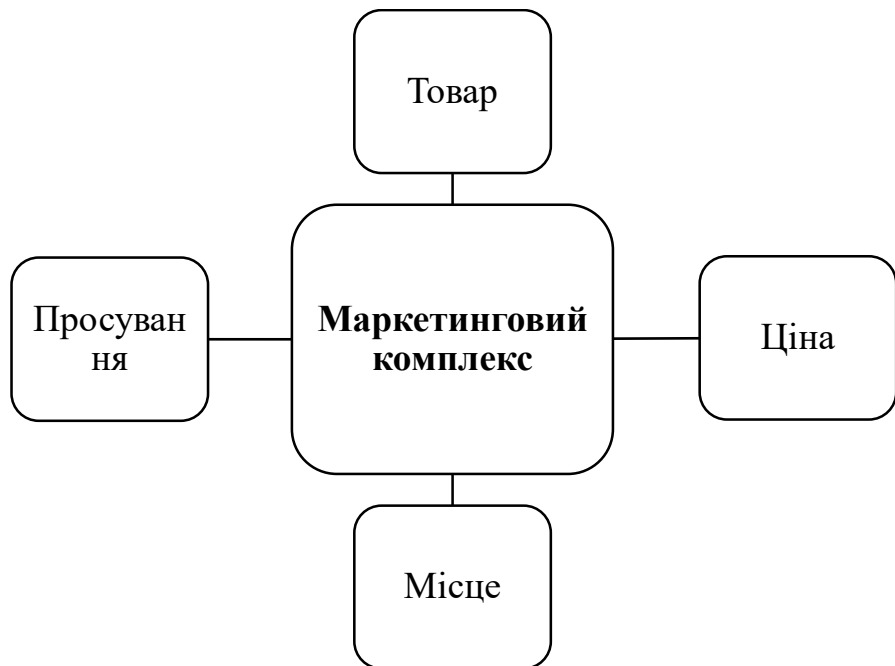 Товар
Просуван
ня
Маркетинговий
комплекс
Ціна
Місце